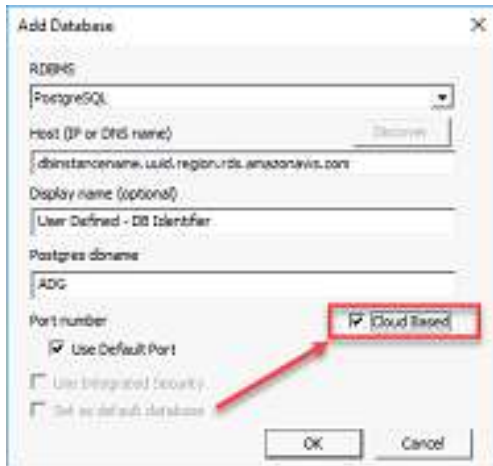 Add Database
RDBMS
PostgreSQL
Host (IP or DNS name)
Discover
dbinstancename.uuid.region.rds.amazonaws.com
Display name (optional)
User Defined - DB Identifier
Postgres dbname
ADG
Port number
Cloud Based
Use Default Port
Use Integrated Security
Set as default database
OK
Cancel